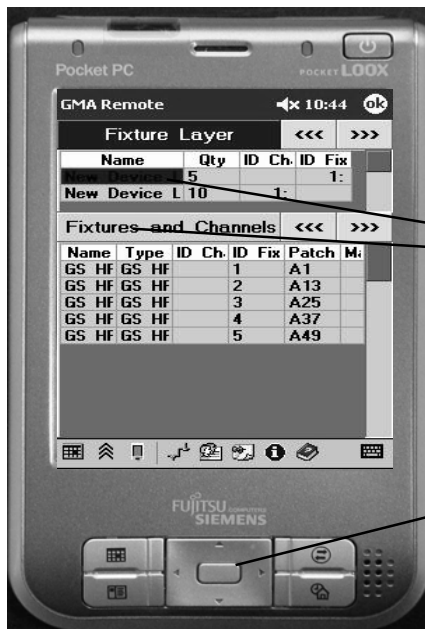 Pocket PC
POCKET LOOX
GMA Remote 10:44 ok
Fixture Layer <<< >>>
Name Qty ID Ch. ID Fix
New Device L 5 1:
New Device L 10 1:
Fixtures and Channels <<< >>>
Name Type ID Ch. ID Fix Patch Ma
GS HF GS HF 1 A1
GS HF GS HF 2 A13
GS HF GS HF 3 A25
GS HF GS HF 4 A37
GS HF GS HF 5 A49
FUJITSU COMPUTERS
SIEMENS